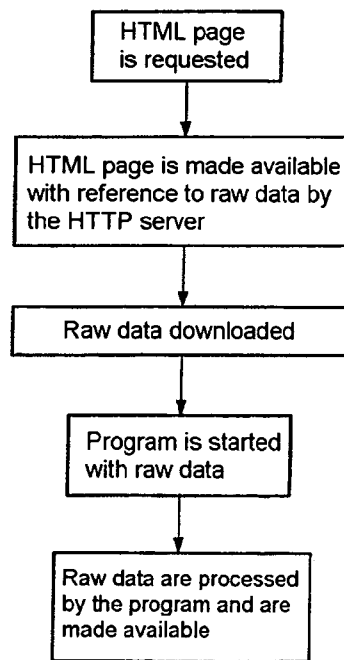 HTML page
is requested
HTML page is made available
with reference to raw data by
the HTTP server
Raw data downloaded
Program is started
with raw data
Raw data are processed
by the program and are
made available